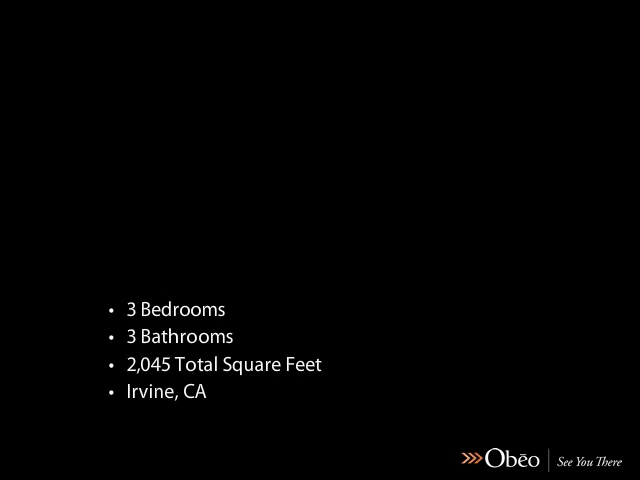 • 3 Bedrooms
• 3 Bathrooms
• 2,045 Total Square Feet
• Irvine, CA
Obēo | See You There